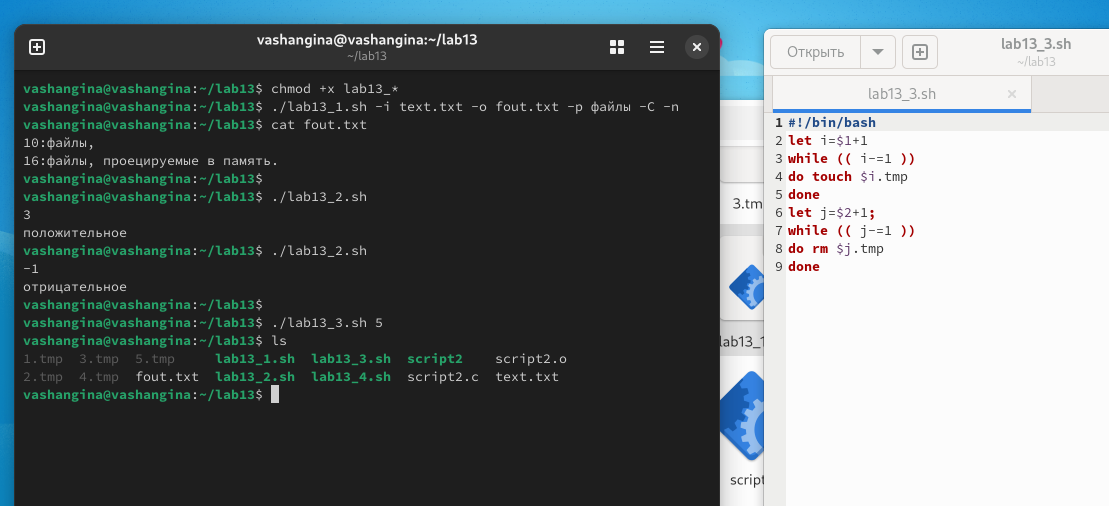 vashangina@vashangina:~/lab13
~/lab13
vashangina@vashangina:~/lab13$ chmod +x lab13_*
vashangina@vashangina:~/lab13$ ./lab13_1.sh -i text.txt -o fout.txt -p файлы -C -n
vashangina@vashangina:~/lab13$ cat fout.txt
10:файлы,
16:файлы, проецируемые в память.
vashangina@vashangina:~/lab13$
vashangina@vashangina:~/lab13$ ./lab13_2.sh
3
положительное
vashangina@vashangina:~/lab13$ ./lab13_2.sh
-1
отрицательное
vashangina@vashangina:~/lab13$
vashangina@vashangina:~/lab13$ ./lab13_3.sh 5
vashangina@vashangina:~/lab13$ ls
1.tmp 3.tmp 5.tmp lab13_1.sh lab13_3.sh script2 script2.o
2.tmp 4.tmp fout.txt lab13_2.sh lab13_4.sh script2.c text.txt
vashangina@vashangina:~/lab13$
3.tm
lab13_1
script
Открыть
lab13_3.sh
~/lab13
lab13_3.sh
1 #!/bin/bash
2 let i=$1+1
3 while (( i-=1 ))
4 do touch $i.tmp
5 done
6 let j=$2+1;
7 while (( j-=1 ))
8 do rm $j.tmp
9 done